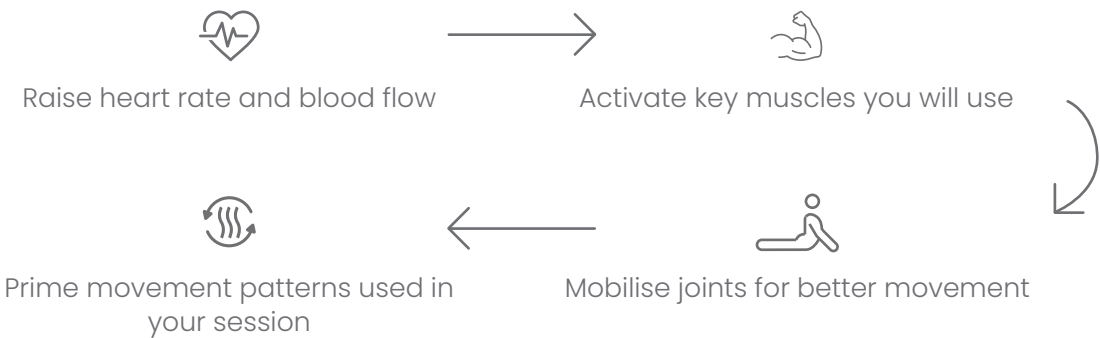 Raise heart rate and blood flow
Activate key muscles you will use
Mobilise joints for better movement
Prime movement patterns used in
your session